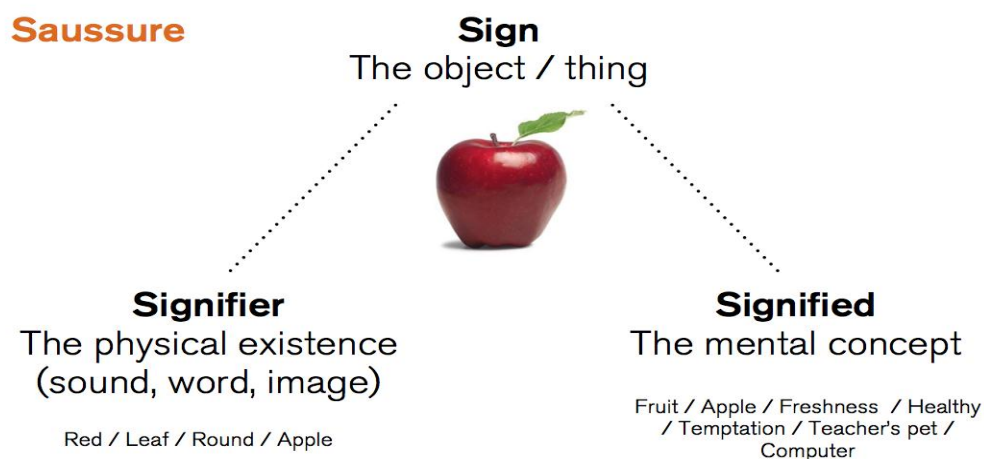 Saussure
Sign
The object / thing
Signifier
The physical existence
(sound, word, image)
Red / Leaf / Round / Apple
Signified
The mental concept
Fruit / Apple / Freshness / Healthy
/ Temptation / Teacher's pet /
Computer